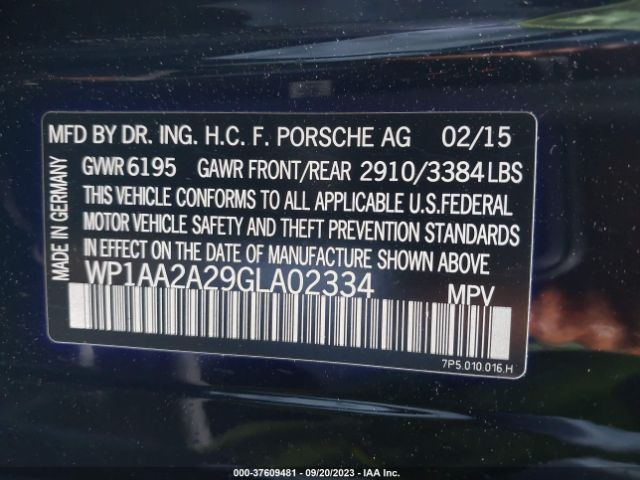 MFD BY DR. ING. H.C. F. PORSCHE AG 02/15
GVWR 6195 GAWR FRONT/REAR 2910/3384 LBS
THIS VEHICLE CONFORMS TO ALL APPLICABLE U.S.FEDERAL
MOTOR VEHICLE SAFETY AND THEFT PREVENTION STANDARDS
IN EFFECT ON THE DATE OF MANUFACTURE SHOWN ABOVE
WP1AA2A29GLA02334 MPV
7P5.010.016.H
MADE IN GERMANY
000-37609481 - 09/20/2023 - IAA Inc.